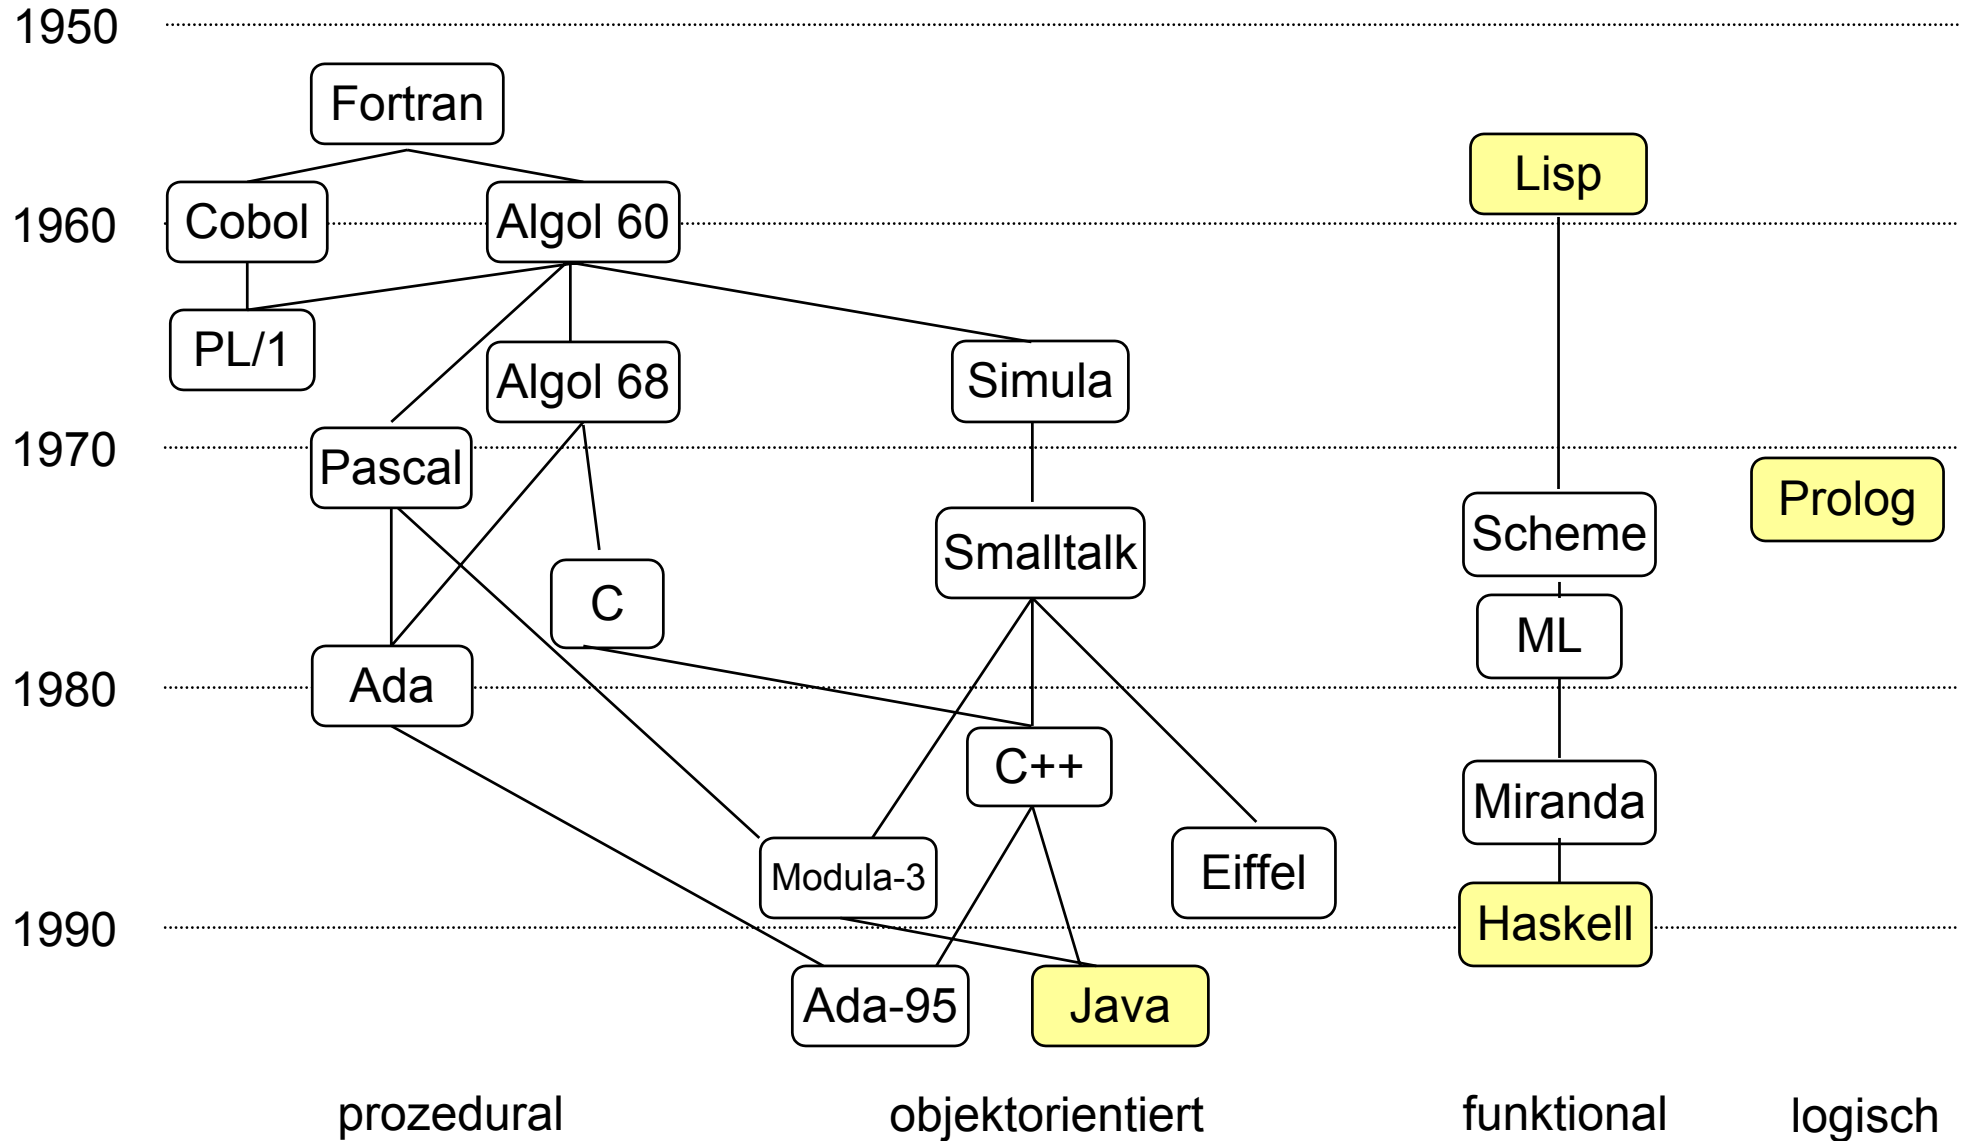 1950
Fortran
Lisp
1960
Cobol
Algol 60
PL/1
Algol 68
Simula
1970
Pascal
Prolog
Scheme
Smalltalk
C
ML
1980
Ada
C++
Miranda
Modula-3
Eiffel
1990
Haskell
Ada-95
Java
prozedural
objektorientiert
funktional
logisch